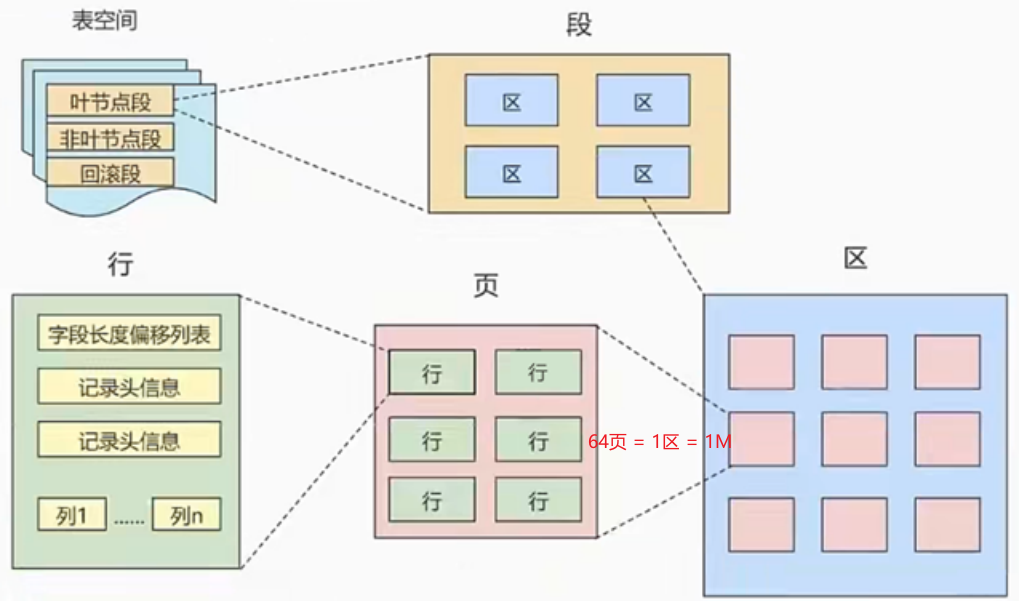 表空间
叶节点段
非叶节点段
回滚段
段
区 区
区 区
行
字段长度偏移列表
记录头信息
记录头信息
列1 ...... 列n
页
行 行
行 行
行 行
64页 = 1区 = 1M
区